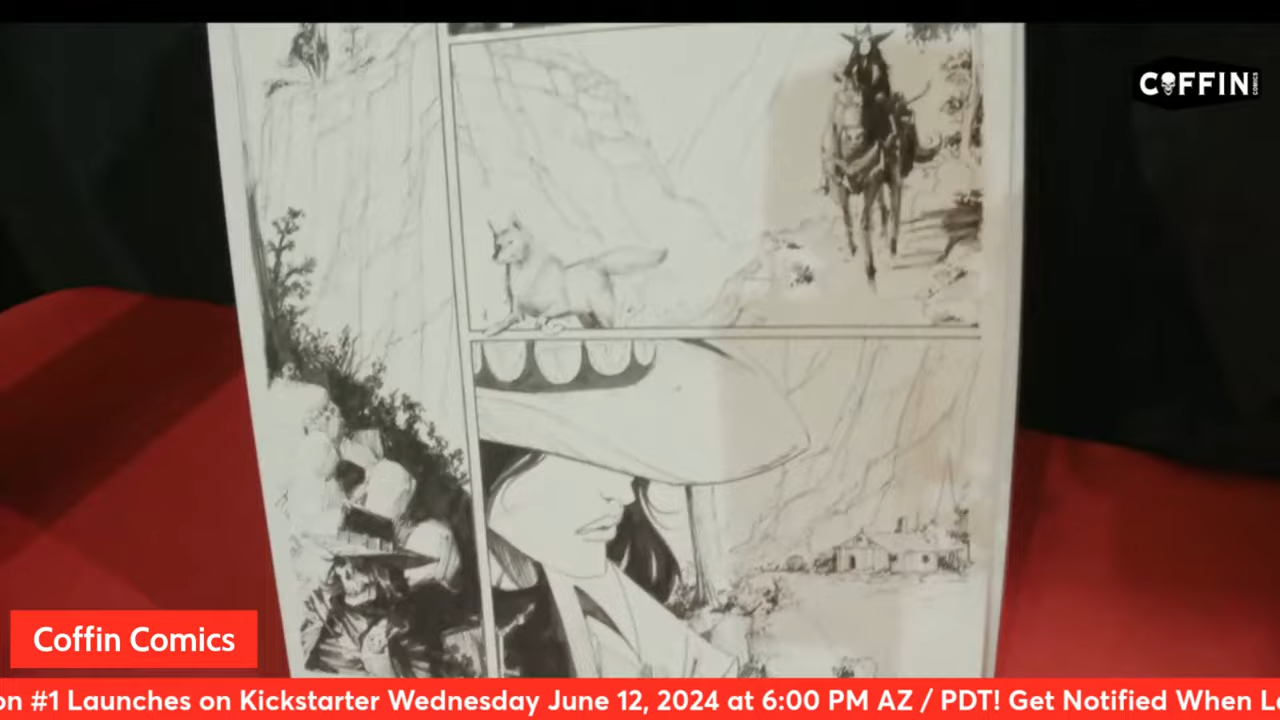 COFFIN
COMICS
Coffin Comics
on #1 Launches on Kickstarter Wednesday June 12, 2024 at 6:00 PM AZ / PDT! Get Notified When L